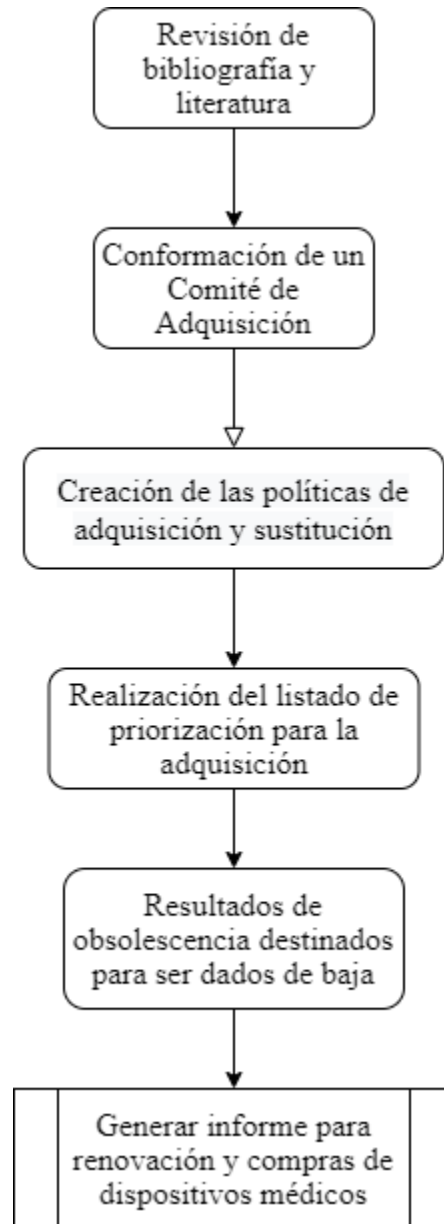 Revisión de
bibliografía y
literatura
Conformación de un
Comité de
Adquisición
Creación de las políticas de
adquisición y sustitución
Realización del listado de
priorización para la
adquisición
Resultados de
obsolescencia destinados
para ser dados de baja
Generar informe para
renovación y compras de
dispositivos médicos